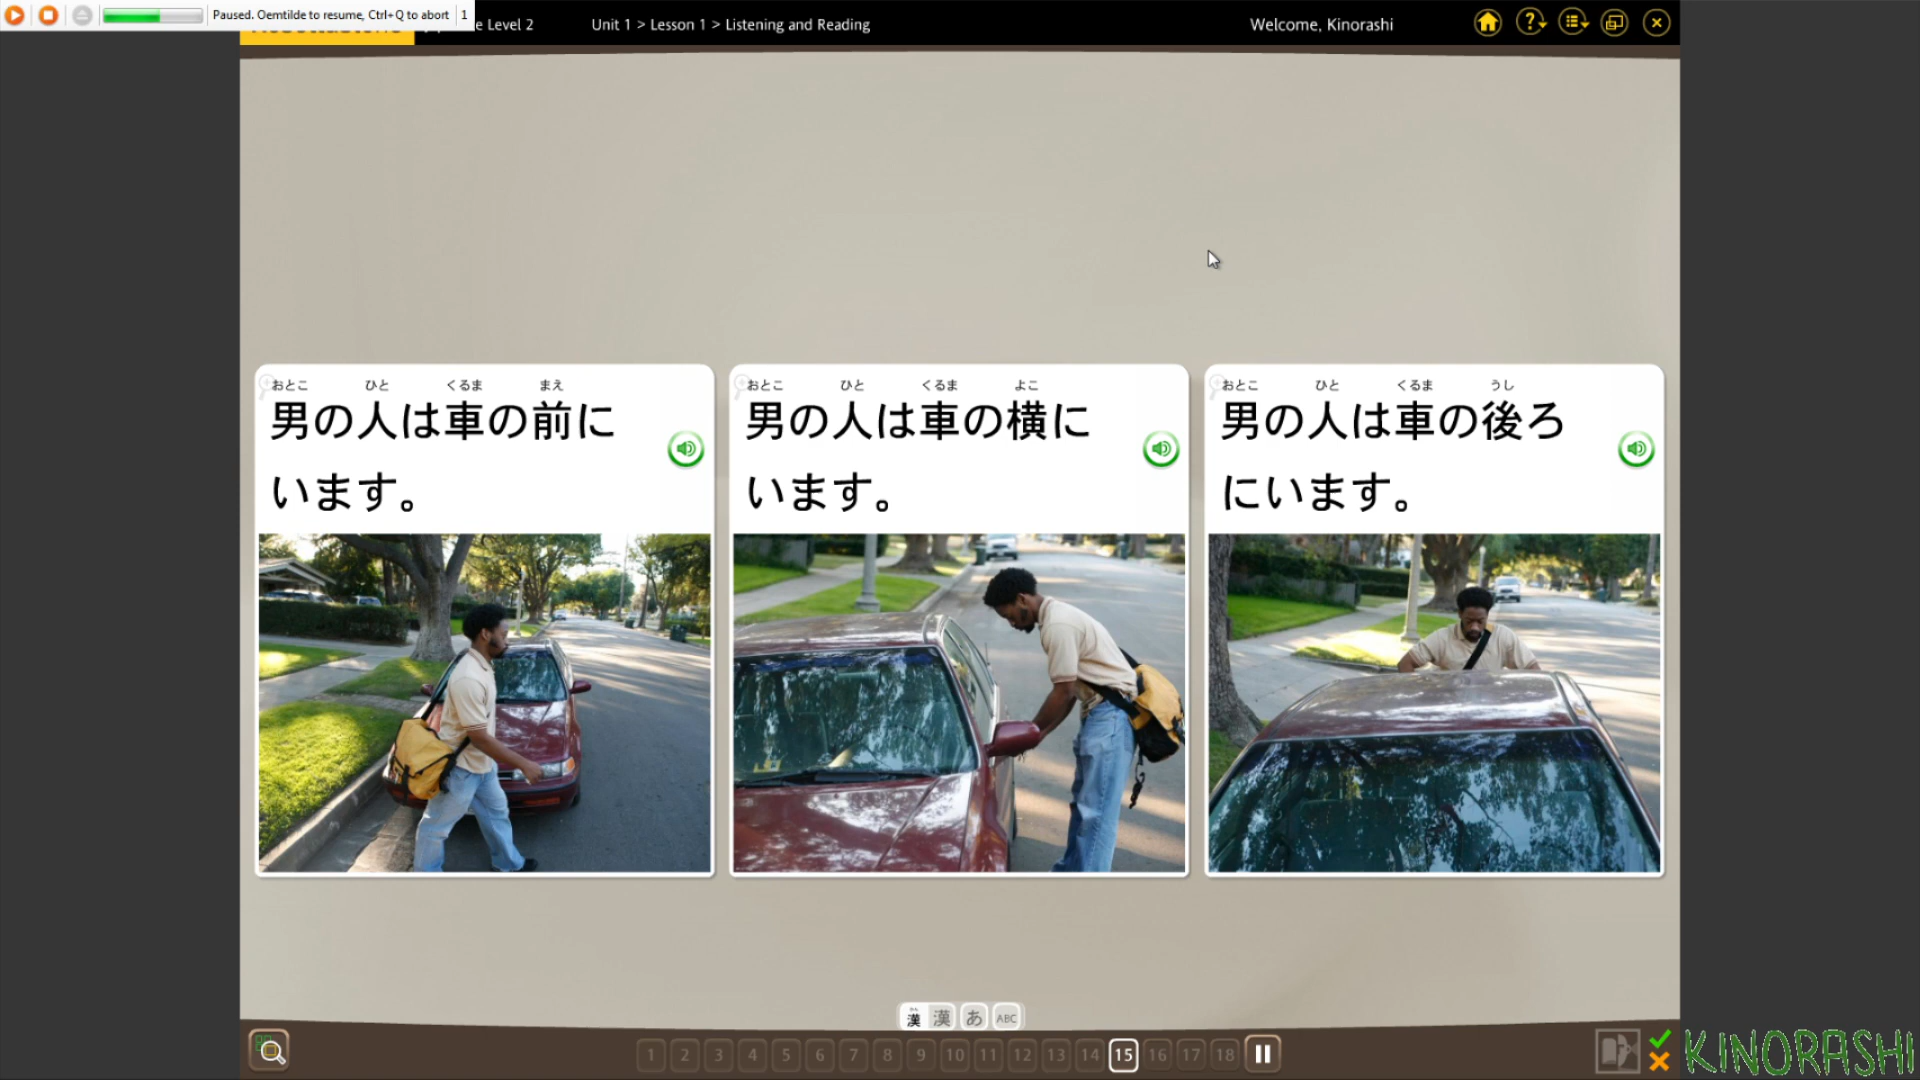 Paused. Oemtilde to resume, Ctrl+Q to abort 1
e Level 2
Unit 1 > Lesson 1 > Listening and Reading
Welcome, Kinorashi
おとこ ひと くるま まえ
男の人は車の前に
います。
おとこ ひと くるま よこ
男の人は車の横に
います。
おとこ ひと くるま うし
男の人は車の後ろ
にいます。
漢 漢 あ ABC
1 2 3 4 5 6 7 8 9 10 11 12 13 14 15 16 17 18
KINORASHI